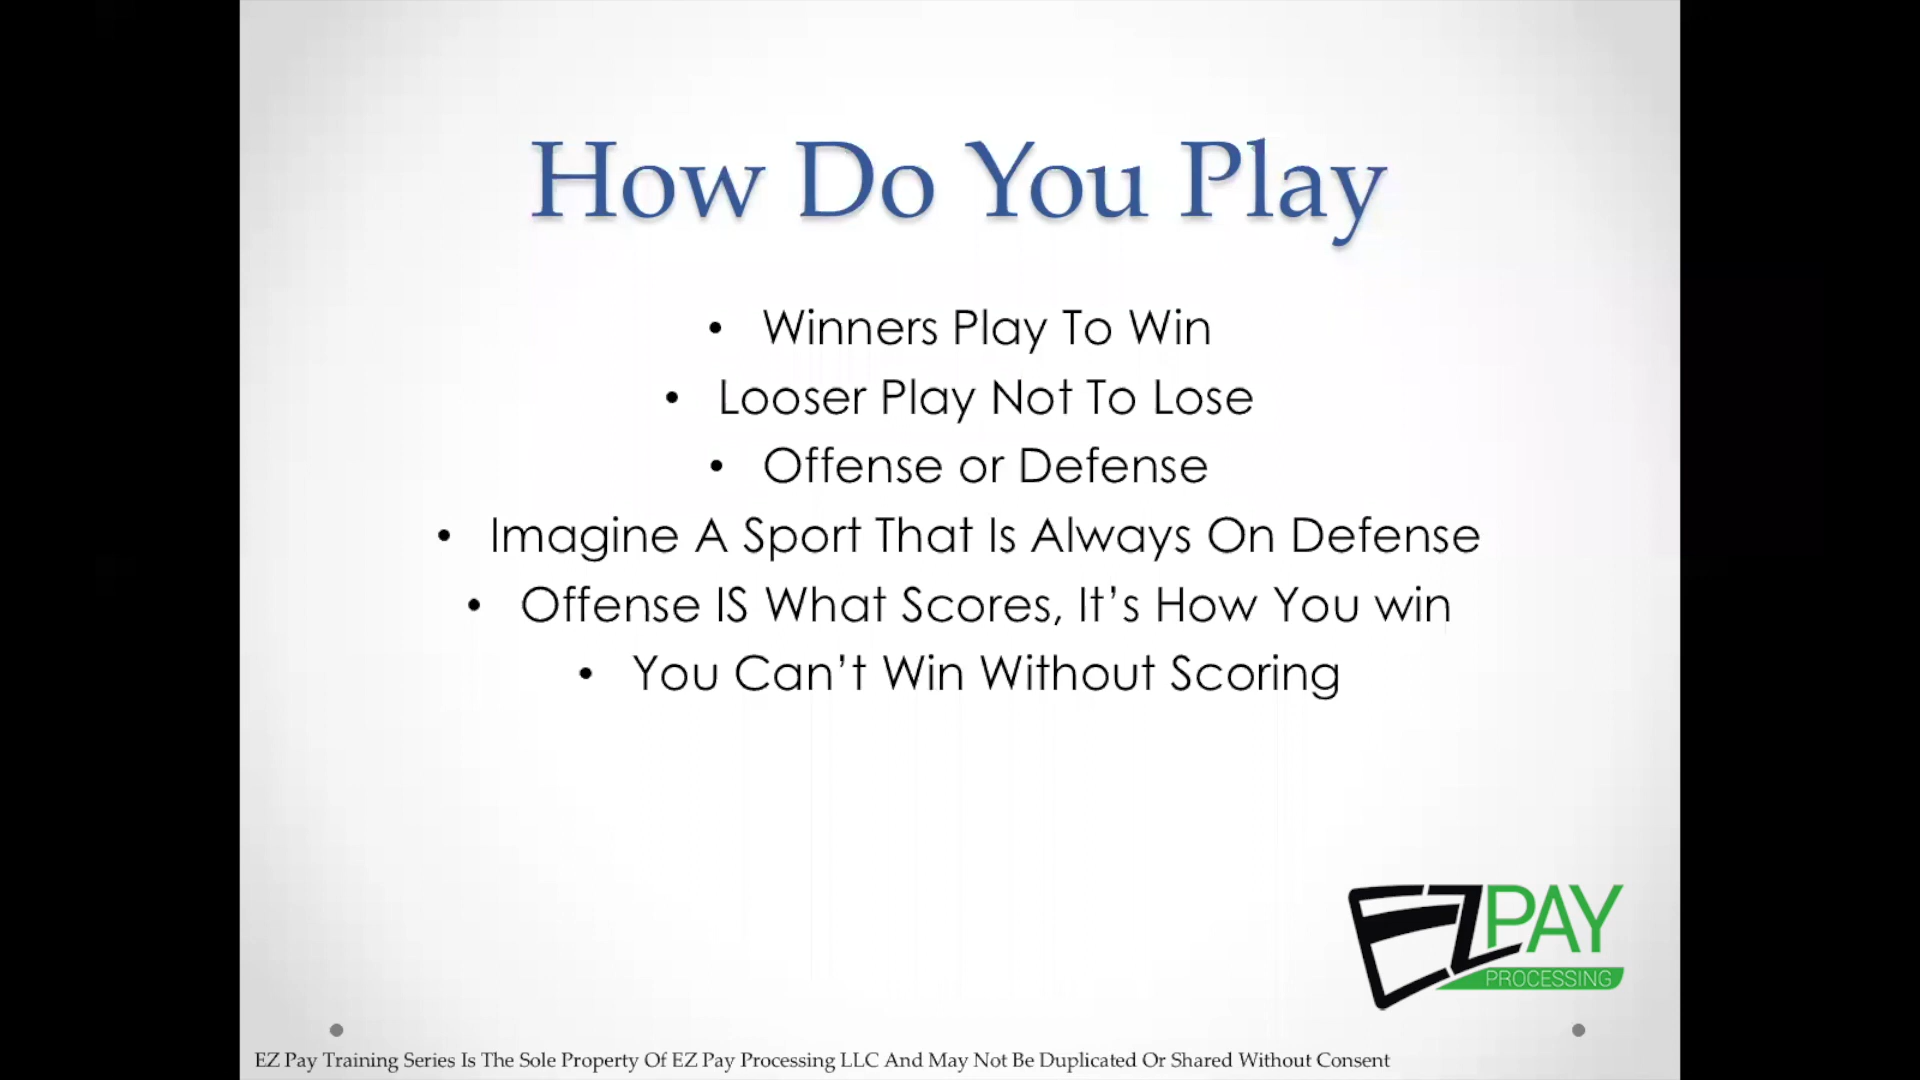 How Do You Play
• Winners Play To Win
• Looser Play Not To Lose
• Offense or Defense
• Imagine A Sport That Is Always On Defense
• Offense IS What Scores, It’s How You win
• You Can’t Win Without Scoring
EZPAY
PROCESSING
EZ Pay Training Series Is The Sole Property Of EZ Pay Processing LLC And May Not Be Duplicated Or Shared Without Consent